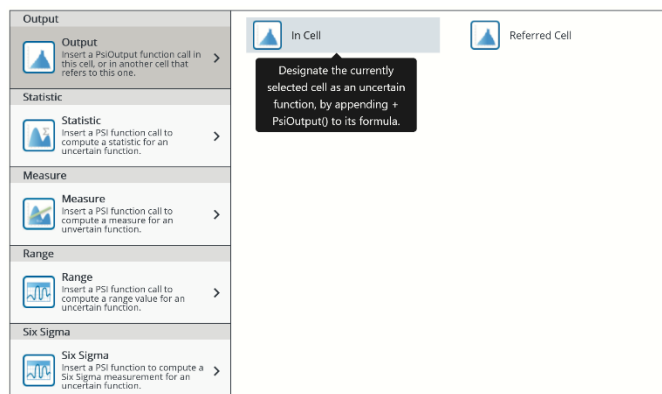 Output
Output
Insert a PsiOutput function call in
this cell, or in another cell that
refers to this one.
Statistic
Statistic
Insert a PSI function call to
compute a statistic for an
uncertain function.
Measure
Measure
Insert a PSI function call to
compute a measure for an
unvertain function.
Range
Range
Insert a PSI function call to
compute a range value for an
uncertain function.
Six Sigma
Six Sigma
Insert a PSI function to compute a
Six Sigma measurement for an
uncertain function.
In Cell
Referred Cell
Designate the currently
selected cell as an uncertain
function, by appending +
PsiOutput() to its formula.